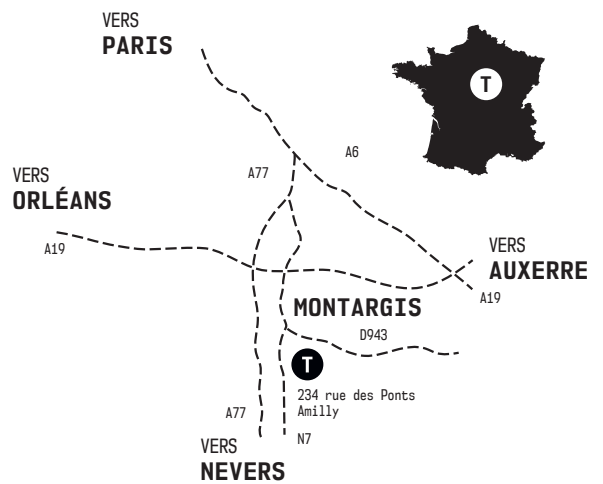 VERS
PARIS
T
A6
A77
VERS
ORLÉANS
A19
VERS
AUXERRE
A19
MONTARGIS
D943
T
234 rue des Ponts
Amilly
A77
N7
VERS
NEVERS